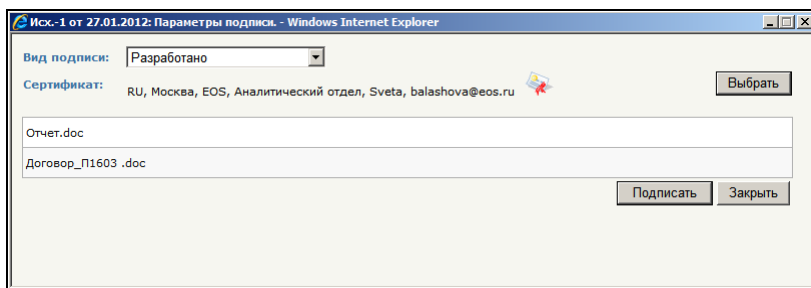 Исх.-1 от 27.01.2012: Параметры подписи. - Windows Internet Explorer
Вид подписи: Разработано
Сертификат: RU, Москва, EOS, Аналитический отдел, Sveta, balashova@eos.ru Выбрать
Отчет.doc
Договор_П1603 .doc
Подписать Закрыть